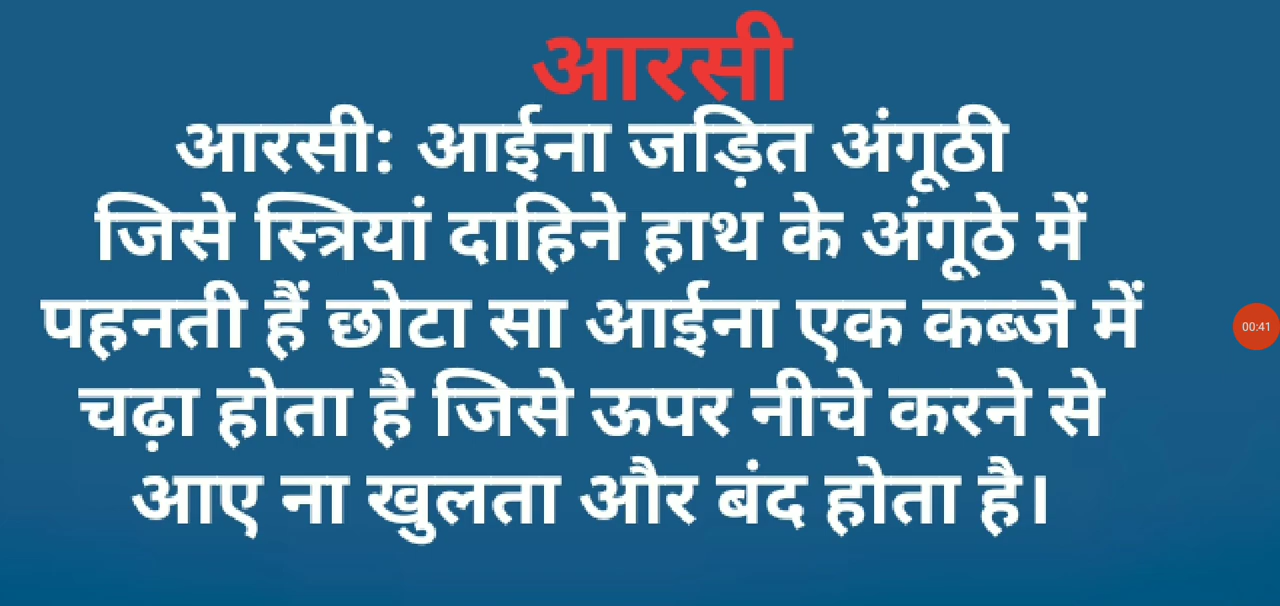 आरसी
आरसी: आईना जड़ित अंगूठी
जिसे स्त्रियां दाहिने हाथ के अंगूठे में
पहनती हैं छोटा सा आईना एक कब्जे में
चढ़ा होता है जिसे ऊपर नीचे करने से
आए ना खुलता और बंद होता है।
00:41